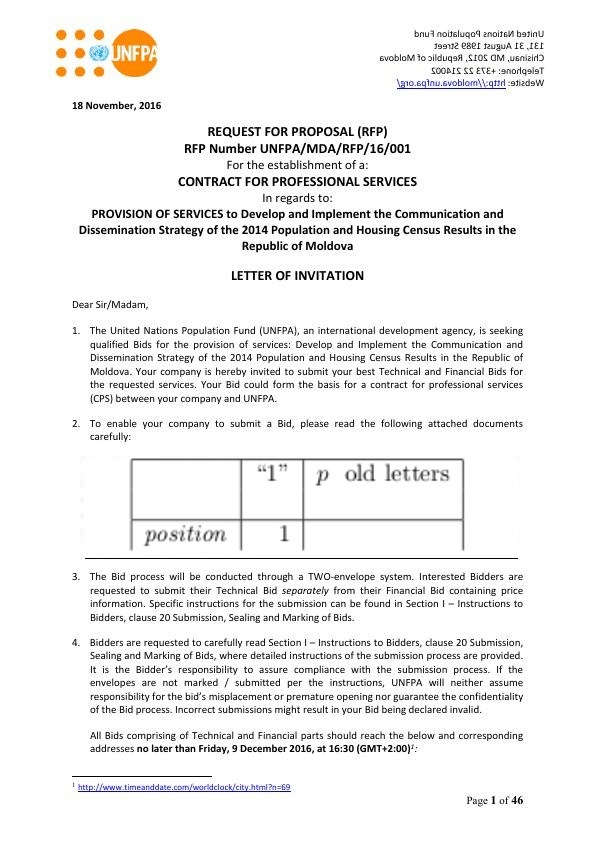 UNFPA
United Nations Population Fund
131, 31 August 1989 Street
Chisinau, MD 2012, Republic of Moldova
Telephone: +373 22 214002
Website: http://moldova.unfpa.org/
18 November, 2016
REQUEST FOR PROPOSAL (RFP)
RFP Number UNFPA/MDA/RFP/16/001
For the establishment of a:
CONTRACT FOR PROFESSIONAL SERVICES
In regards to:
PROVISION OF SERVICES to Develop and Implement the Communication and
Dissemination Strategy of the 2014 Population and Housing Census Results in the
Republic of Moldova
LETTER OF INVITATION
Dear Sir/Madam,
1. The United Nations Population Fund (UNFPA), an international development agency, is seeking
qualified Bids for the provision of services: Develop and Implement the Communication and
Dissemination Strategy of the 2014 Population and Housing Census Results in the Republic of
Moldova. Your company is hereby invited to submit your best Technical and Financial Bids for
the requested services. Your Bid could form the basis for a contract for professional services
(CPS) between your company and UNFPA.
2. To enable your company to submit a Bid, please read the following attached documents
carefully:
“1” p old letters
position 1
3. The Bid process will be conducted through a TWO-envelope system. Interested Bidders are
requested to submit their Technical Bid separately from their Financial Bid containing price
information. Specific instructions for the submission can be found in Section I – Instructions to
Bidders, clause 20 Submission, Sealing and Marking of Bids.
4. Bidders are requested to carefully read Section I – Instructions to Bidders, clause 20 Submission,
Sealing and Marking of Bids, where detailed instructions of the submission process are provided.
It is the Bidder’s responsibility to assure compliance with the submission process. If the
envelopes are not marked / submitted per the instructions, UNFPA will neither assume
responsibility for the bid’s misplacement or premature opening nor guarantee the confidentiality
of the Bid process. Incorrect submissions might result in your Bid being declared invalid.
All Bids comprising of Technical and Financial parts should reach the below and corresponding
addresses no later than Friday, 9 December 2016, at 16:30 (GMT+2:00)1:
1 http://www.timeanddate.com/worldclock/city.html?n=69
Page 1 of 46